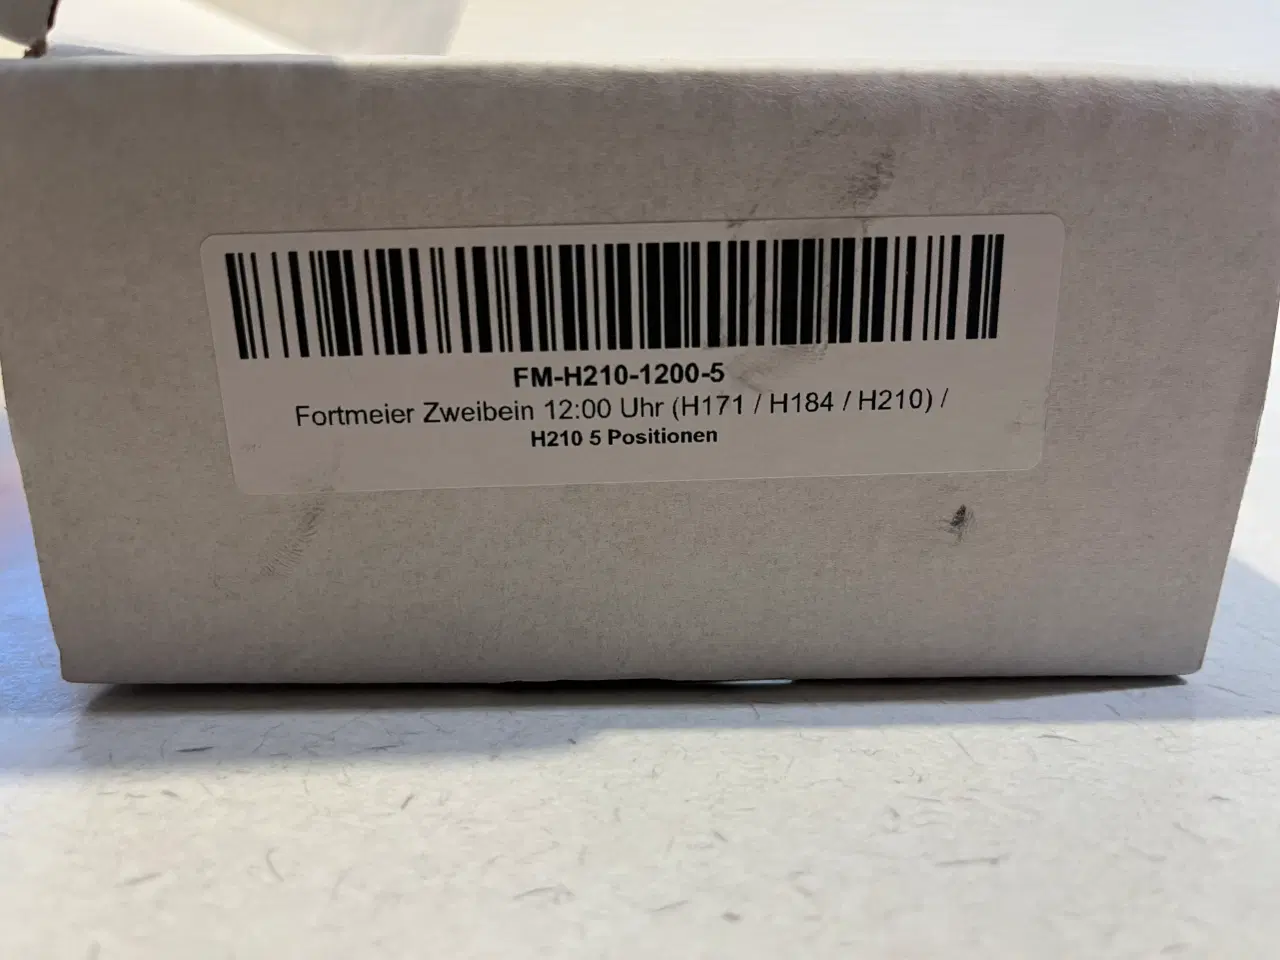 FM-H210-1200-5
Fortmeier Zweibein 12:00 Uhr (H171 / H184 / H210) /
H210 5 Positionen